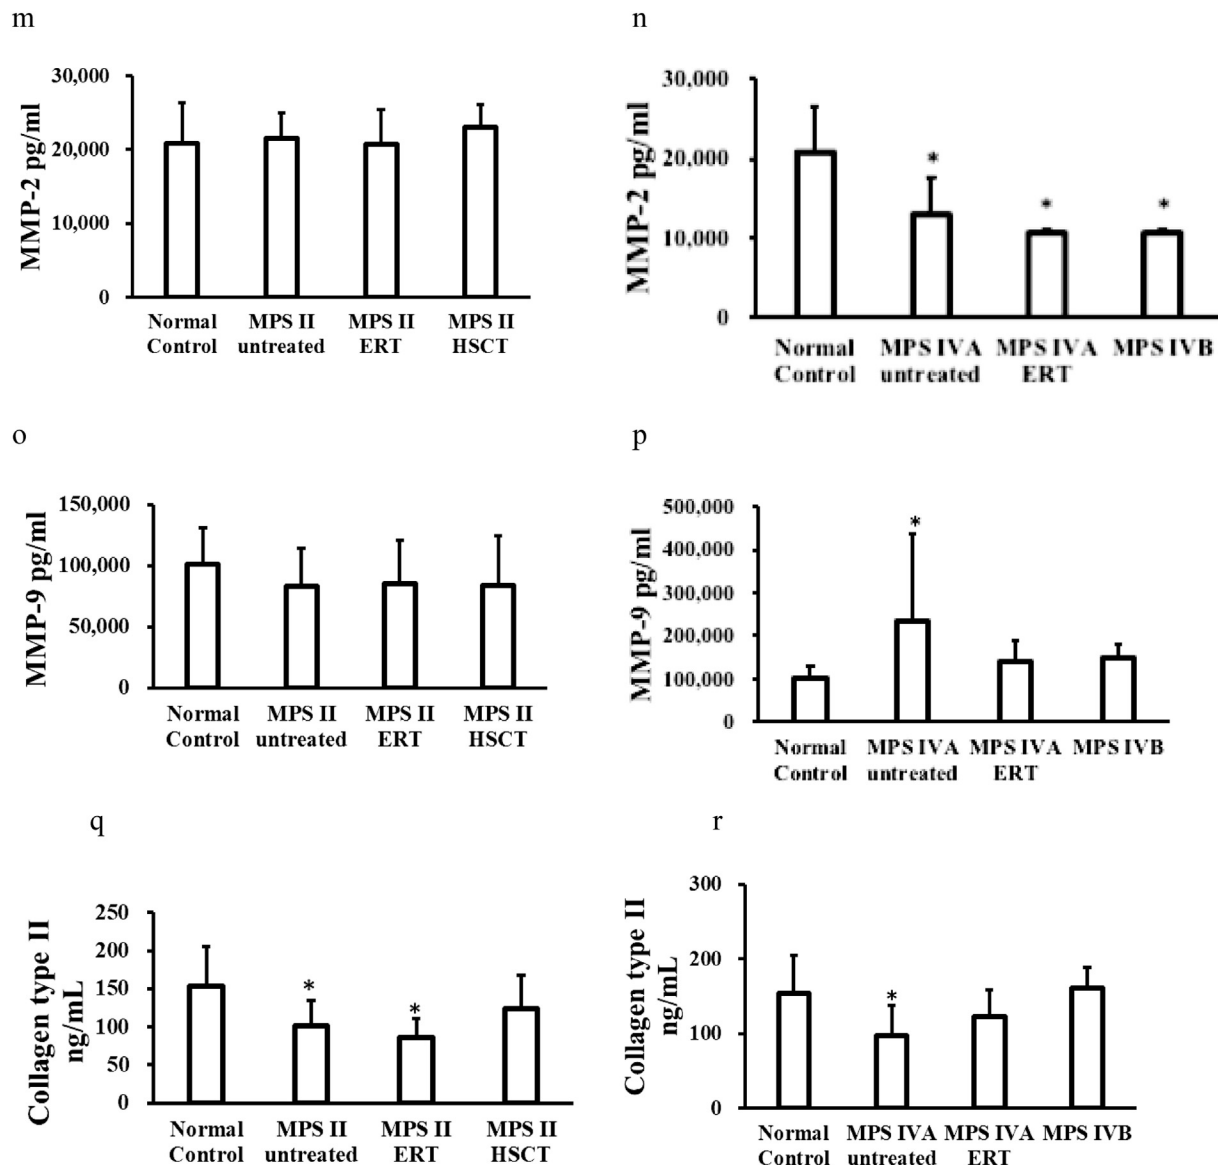 m
MMP-2 pg/ml
30,000
20,000
10,000
0
Normal Control
MPS II untreated
MPS II ERT
MPS II HSCT
n
MMP-2 pg/ml
30,000
20,000
10,000
0
*
*
*
Normal Control
MPS IVA untreated
MPS IVA ERT
MPS IVB
o
MMP-9 pg/ml
150,000
100,000
50,000
0
Normal Control
MPS II untreated
MPS II ERT
MPS II HSCT
p
MMP-9 pg/ml
500,000
400,000
300,000
200,000
100,000
0
*
Normal Control
MPS IVA untreated
MPS IVA ERT
MPS IVB
q
Collagen type II
ng/mL
250
200
150
100
50
0
*
*
Normal Control
MPS II untreated
MPS II ERT
MPS II HSCT
r
Collagen type II
ng/mL
300
200
100
0
*
Normal Control
MPS IVA untreated
MPS IVA ERT
MPS IVB